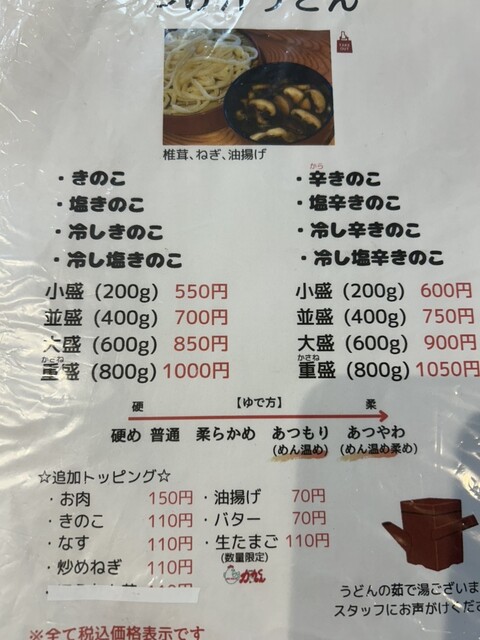 椎茸、ねぎ、油揚げ
・きのこ
・塩きのこ
・冷しきのこ
・冷し塩きのこ
小盛 (200g) 550円
並盛 (400g) 700円
大盛 (600g) 850円
かさね
重盛 (800g) 1000円
から
・辛きのこ
・塩辛きのこ
・冷し辛きのこ
・冷し塩辛きのこ
小盛 (200g) 600円
並盛 (400g) 750円
大盛 (600g) 900円
かさね
重盛 (800g) 1050円
硬 【ゆで方】 柔
硬め 普通 柔らかめ あつもり あつやわ
(めん温め) (めん温め柔め)
☆追加トッピング☆
・お肉 150円
・きのこ 110円
・なす 110円
・炒めねぎ 110円
・油揚げ 70円
・バター 70円
・生たまご 110円
(数量限定)
うどんの茹で湯ございま
スタッフにお声がけくださ
※全て税込価格表示です